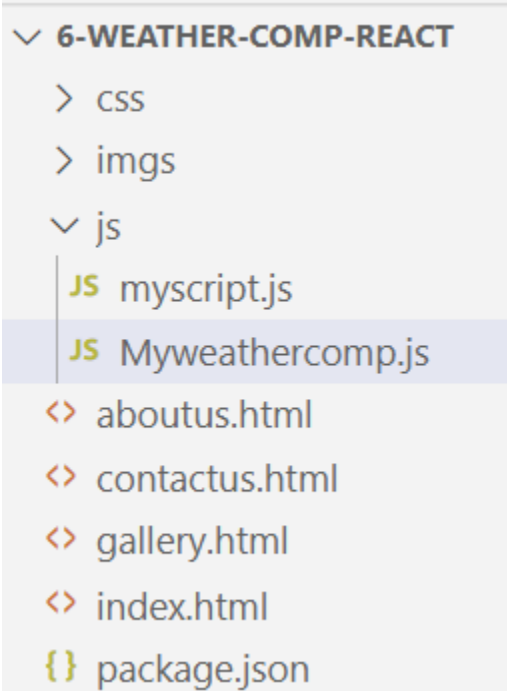 6-WEATHER-COMP-REACT
css
imgs
js
JS myscript.js
JS Myweathercomp.js
<> aboutus.html
<> contactus.html
<> gallery.html
<> index.html
{} package.json